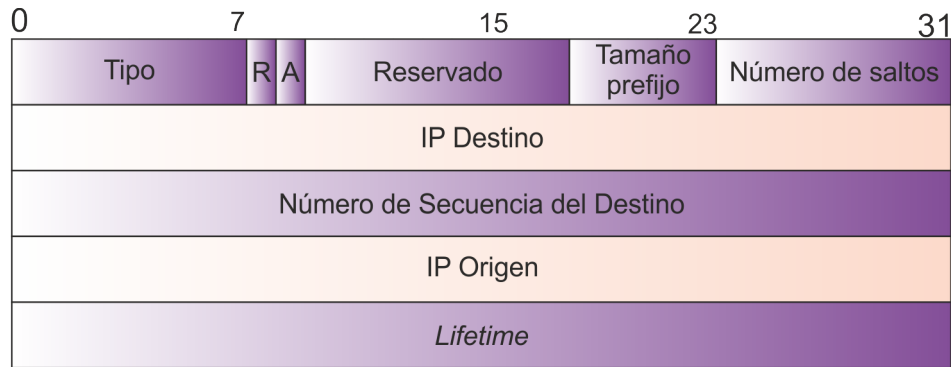 0 7 15 23 31
Tipo R A Reservado Tamaño prefijo Número de saltos
IP Destino
Número de Secuencia del Destino
IP Origen
Lifetime